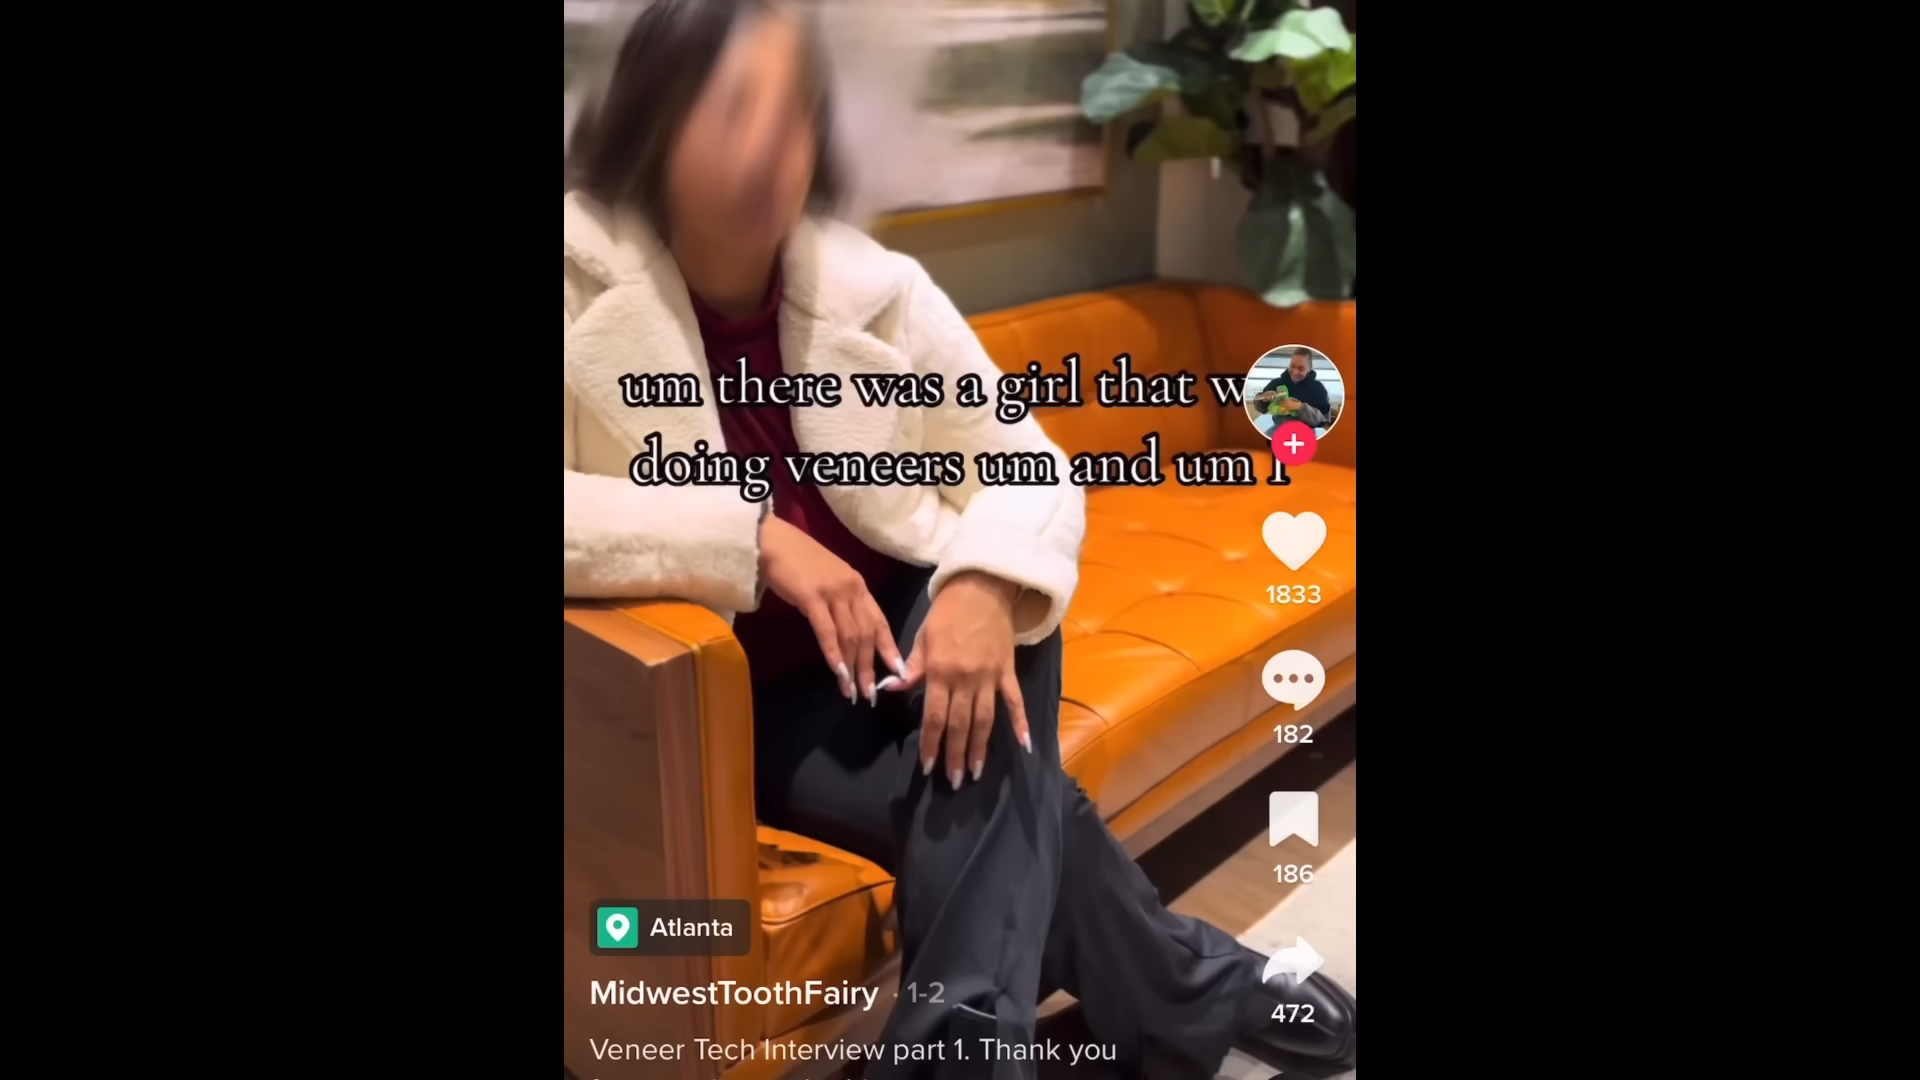 um there was a girl that w
doing veneers um and um I
1833
182
186
Atlanta
MidwestToothFairy · 1-2
472
Veneer Tech Interview part 1. Thank you